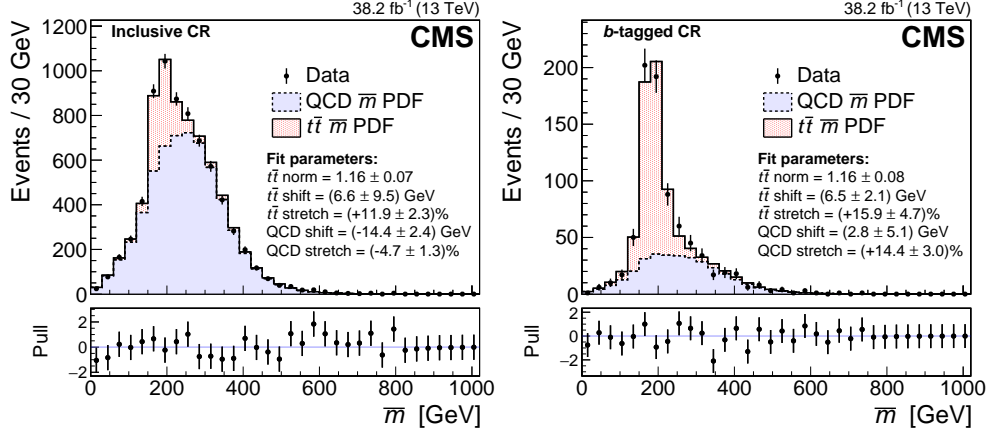 38.2 fb⁻¹ (13 TeV)
Inclusive CR
CMS
Data
QCD m̅ PDF
tt̅ m̅ PDF
Fit parameters:
tt̅ norm = 1.16 ± 0.07
tt̅ shift = (6.6 ± 9.5) GeV
tt̅ stretch = (+11.9 ± 2.3)%
QCD shift = (-14.4 ± 2.4) GeV
QCD stretch = (-4.7 ± 1.3)%
Events / 30 GeV
1000
800
600
400
200
0
Pull
2
0
−2
0 200 400 600 800 1000
m̅ [GeV]
38.2 fb⁻¹ (13 TeV)
b-tagged CR
CMS
Data
QCD m̅ PDF
tt̅ m̅ PDF
Fit parameters:
tt̅ norm = 1.16 ± 0.08
tt̅ shift = (6.5 ± 2.1) GeV
tt̅ stretch = (+15.9 ± 4.7)%
QCD shift = (2.8 ± 5.1) GeV
QCD stretch = (+14.4 ± 3.0)%
Events / 30 GeV
200
150
100
50
0
Pull
2
0
−2
0 200 400 600 800 1000
m̅ [GeV]